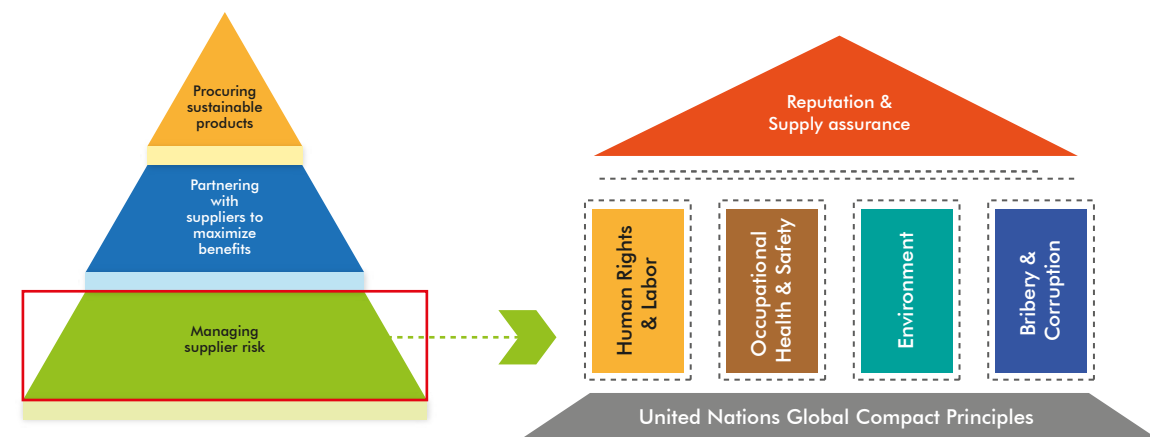 Procuring
sustainable
products
Partnering
with
suppliers to
maximize
benefits
Managing
supplier risk
Reputation &
Supply assurance
Human Rights
& Labor
Occupational
Health & Safety
Environment
Bribery &
Corruption
United Nations Global Compact Principles